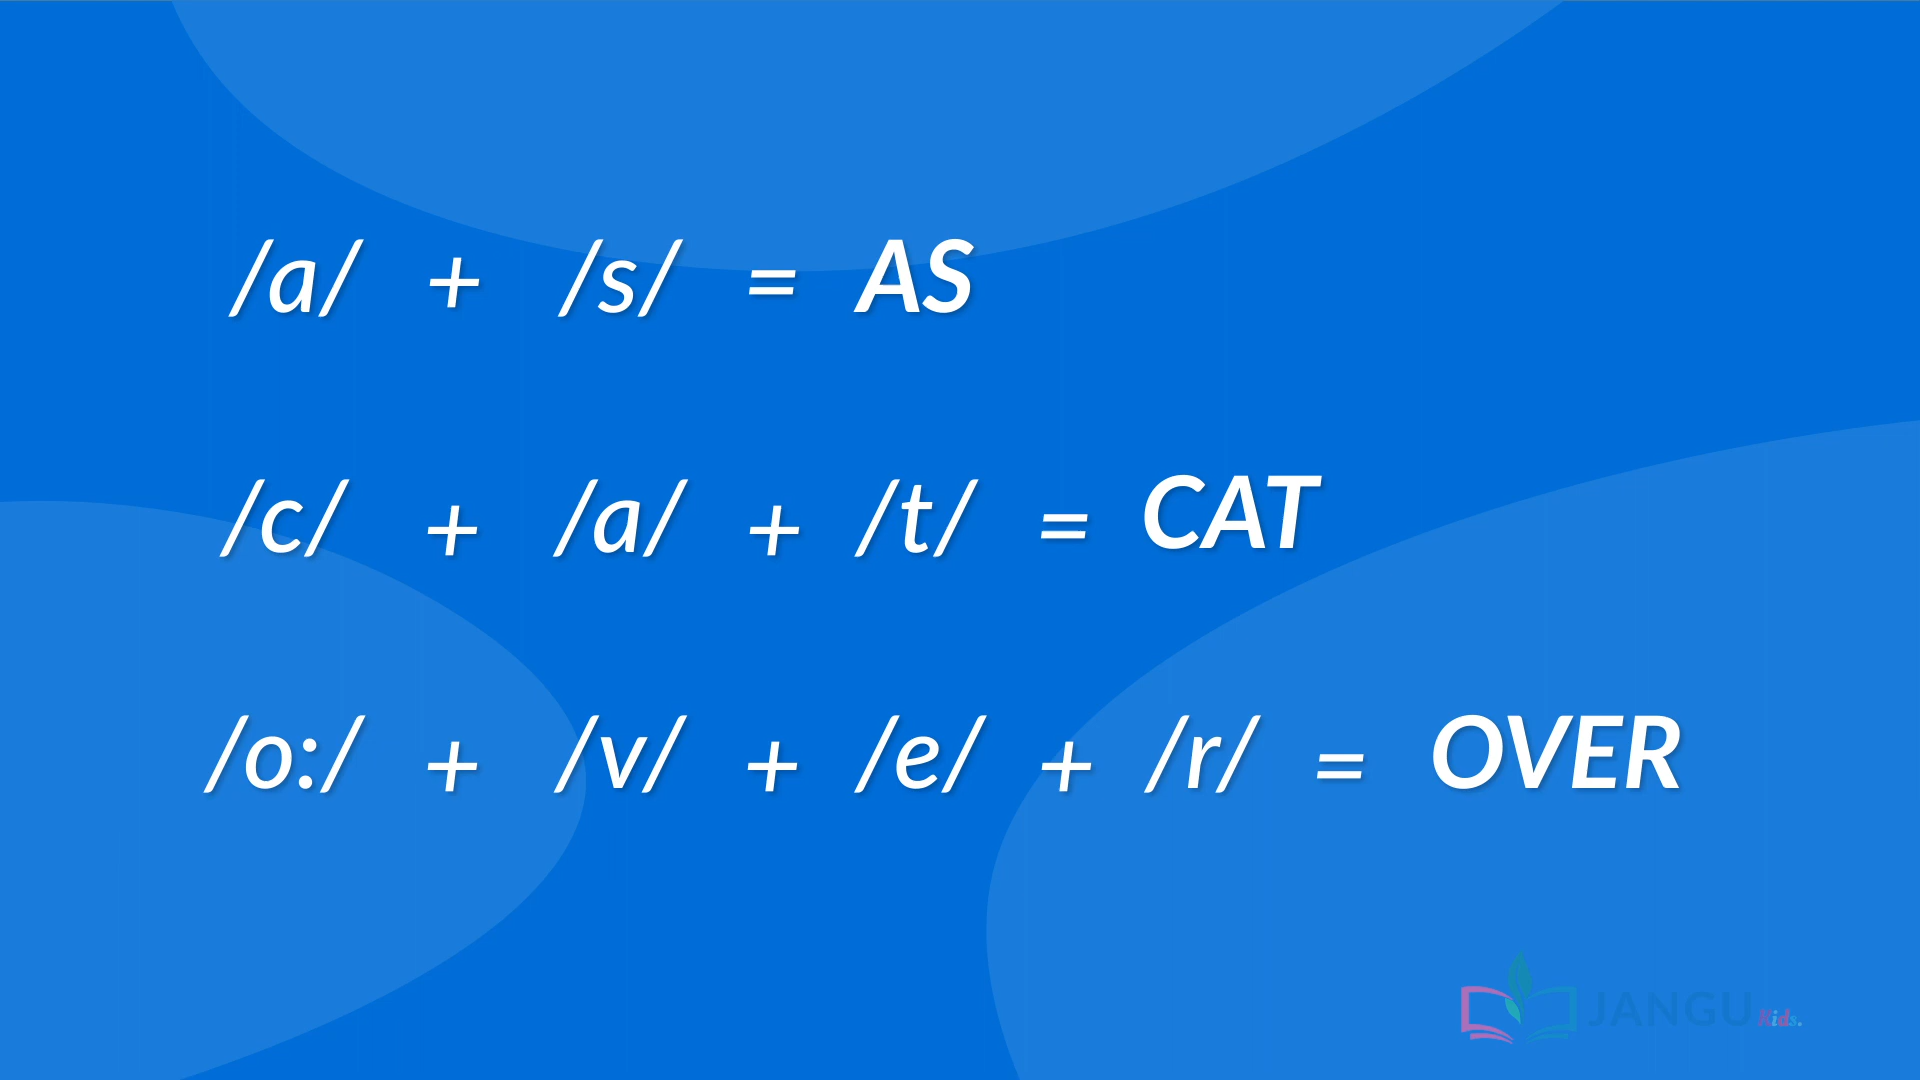 /a/ + /s/ = AS
/c/ + /a/ + /t/ = CAT
/o:/ + /v/ + /e/ + /r/ = OVER
JANGU Kids.